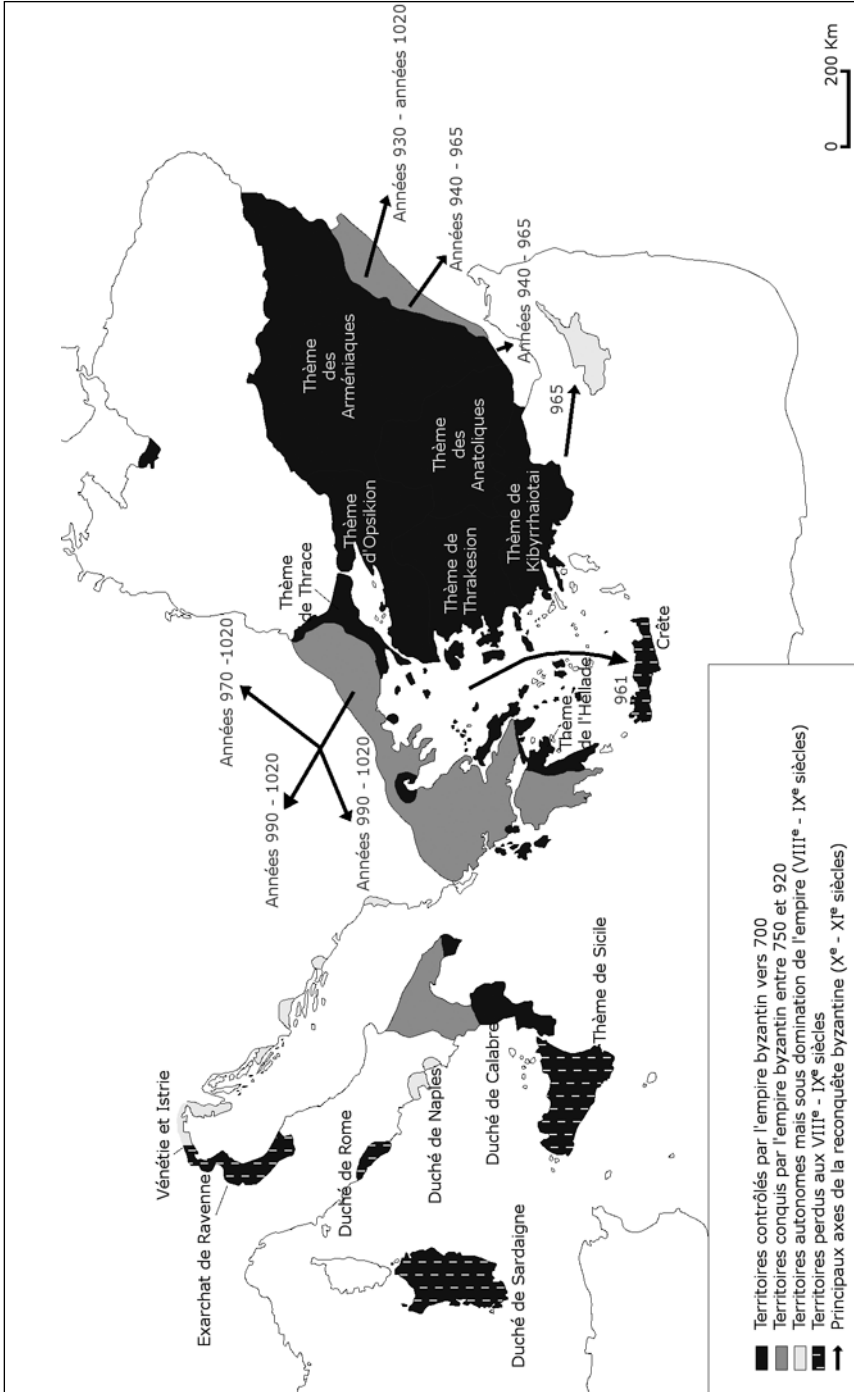 Vénétie et Istrie
Exarchat de Ravenne
Duché de Rome
Duché de Naples
Duché de Calabre
Thème de Sicile
Duché de Sardaigne
Années 970 -1020
Années 990 - 1020
Années 990 - 1020
Thème
de Thrace
Thème
d'Opsikion
Thème
des
Arméniaques
Thème
des
Anatoliques
Thème de
Thrakesion
Thème de
Kibyrrhaiotai
Thème
de l'Hellade
961
Crête
965
Années 930 - années 1020
Années 940 - 965
Années 940 - 965
0 200 Km
Territoires contrôlés par l'empire byzantin vers 700
Territoires conquis par l'empire byzantin entre 750 et 920
Territoires autonomes mais sous domination de l'empire (VIIIe - IXe siècles)
Territoires perdus aux VIIIe - IXe siècles
Principaux axes de la reconquête byzantine (Xe - XIe siècles)